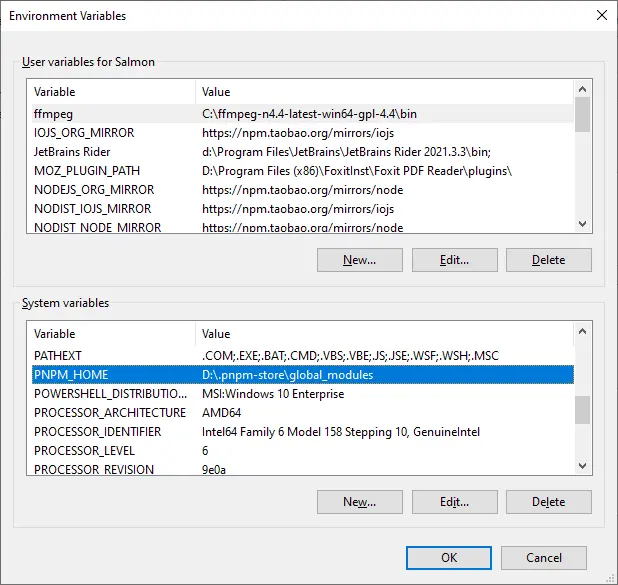 Environment Variables
User variables for Salmon
Variable Value
ffmpeg C:\ffmpeg-n4.4-latest-win64-gpl-4.4\bin
IOJS_ORG_MIRROR https://npm.taobao.org/mirrors/iojs
JetBrains Rider d:\Program Files\JetBrains\JetBrains Rider 2021.3.3\bin;
MOZ_PLUGIN_PATH D:\Program Files (x86)\FoxitInst\Foxit PDF Reader\plugins\
NODEJS_ORG_MIRROR https://npm.taobao.org/mirrors/node
NODIST_IOJS_MIRROR https://npm.taobao.org/mirrors/iojs
NODIST_NODE_MIRROR https://npm.taobao.org/mirrors/node
New... Edit... Delete
System variables
Variable Value
PATHEXT .COM;.EXE;.BAT;.CMD;.VBS;.VBE;.JS;.JSE;.WSF;.WSH;.MSC
PNPM_HOME D:\.pnpm-store\global_modules
POWERSHELL_DISTRIBUTIO... MSI:Windows 10 Enterprise
PROCESSOR_ARCHITECTURE AMD64
PROCESSOR_IDENTIFIER Intel64 Family 6 Model 158 Stepping 10, GenuineIntel
PROCESSOR_LEVEL 6
PROCESSOR_REVISION 9e0a
New... Edit... Delete
OK Cancel